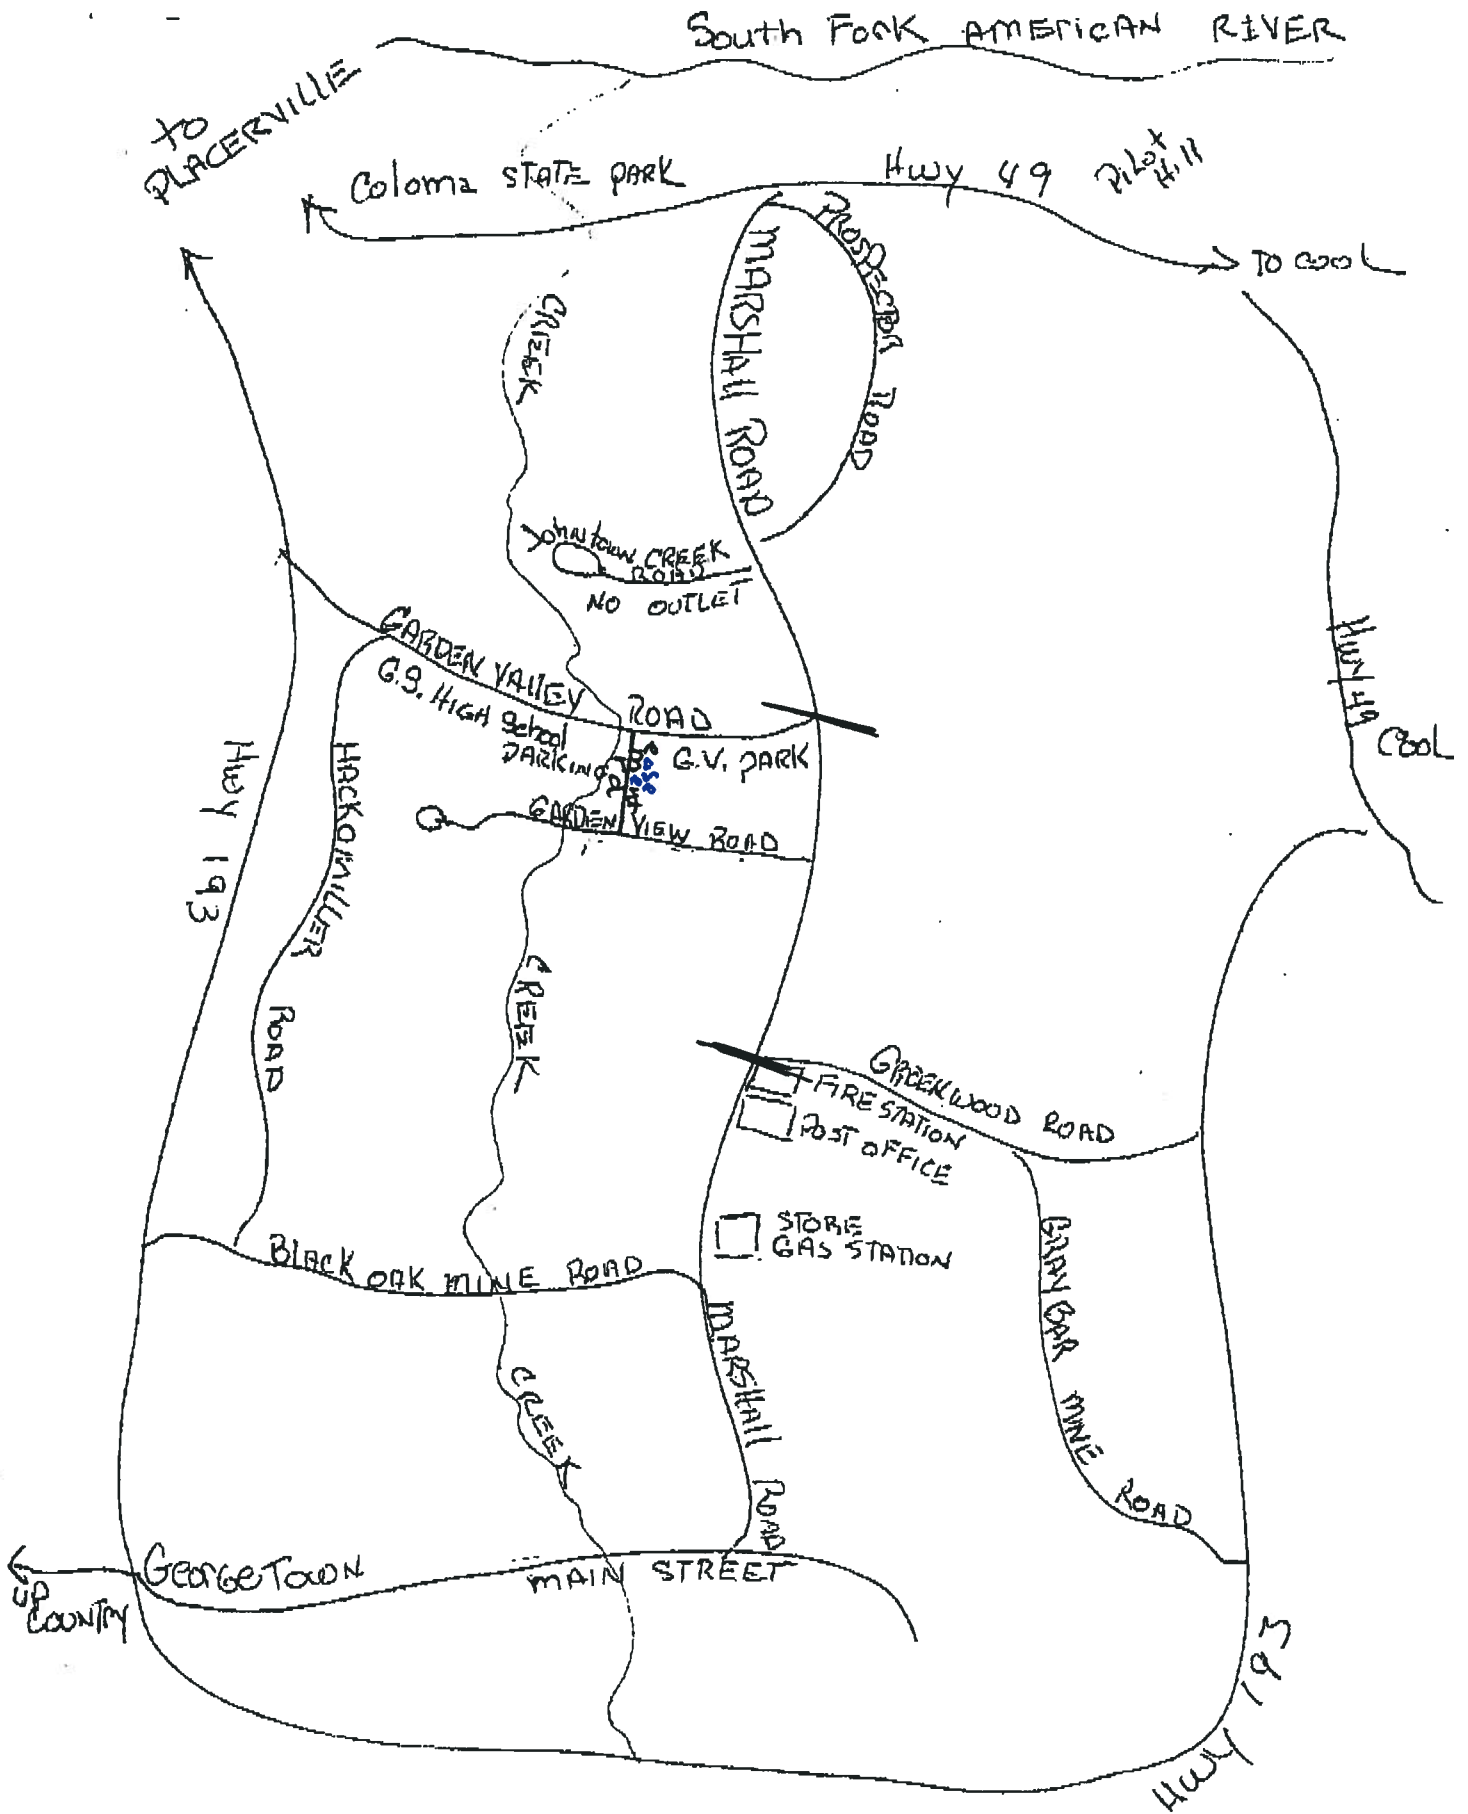 South Fork AMERICAN RIVER
TO
PLACERVILLE
Coloma STATE PARK
Hwy 49
PiLot
Hill
TO COOL
PROSPECTOR ROAD
MARSHAll ROAD
CREEK
JohnTown CREEK
ROAD
NO OUTLET
GARDEN VALLEY ROAD
G.S. HIGH School
PARKING
G.V. PARK
GARDEN VIEW ROAD
Hwy 49
COOL
Hwy 193
HACKOMILLER ROAD
CREEK
GREENWOOD ROAD
FIRE STATION
POST OFFICE
STORE
GAS STATION
BLACK OAK MINE ROAD
GRAYBAR MINE ROAD
MARSHAll ROAD
CREEK
GEORGETOWN
MAIN STREET
UP
COUNTRY
HWY 193